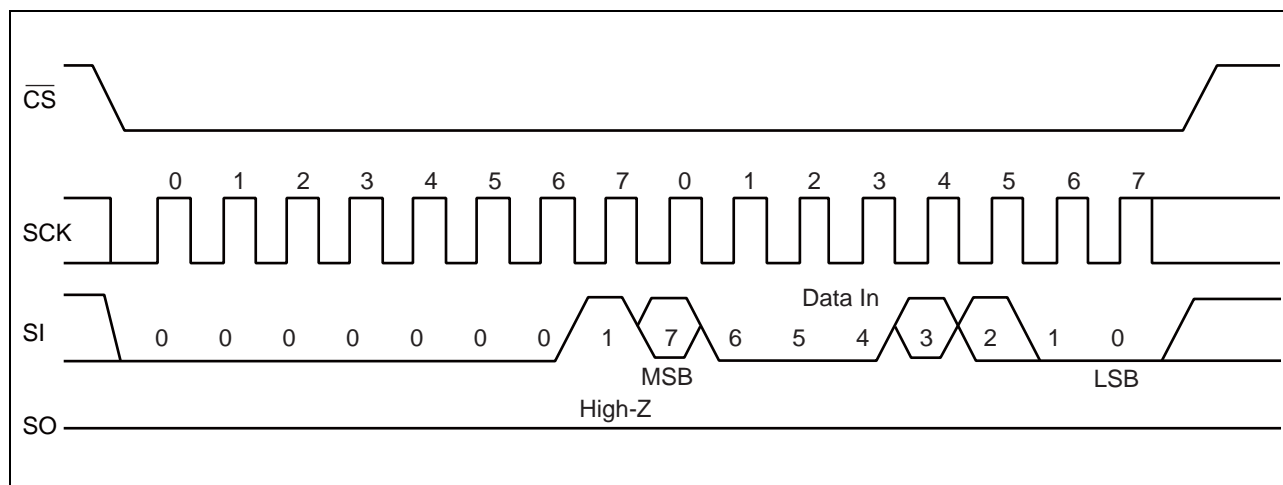 CS
0 1 2 3 4 5 6 7 0 1 2 3 4 5 6 7
SCK
Data In
SI 0 0 0 0 0 0 0 1 7 6 5 4 3 2 1 0
MSB LSB
High-Z
SO